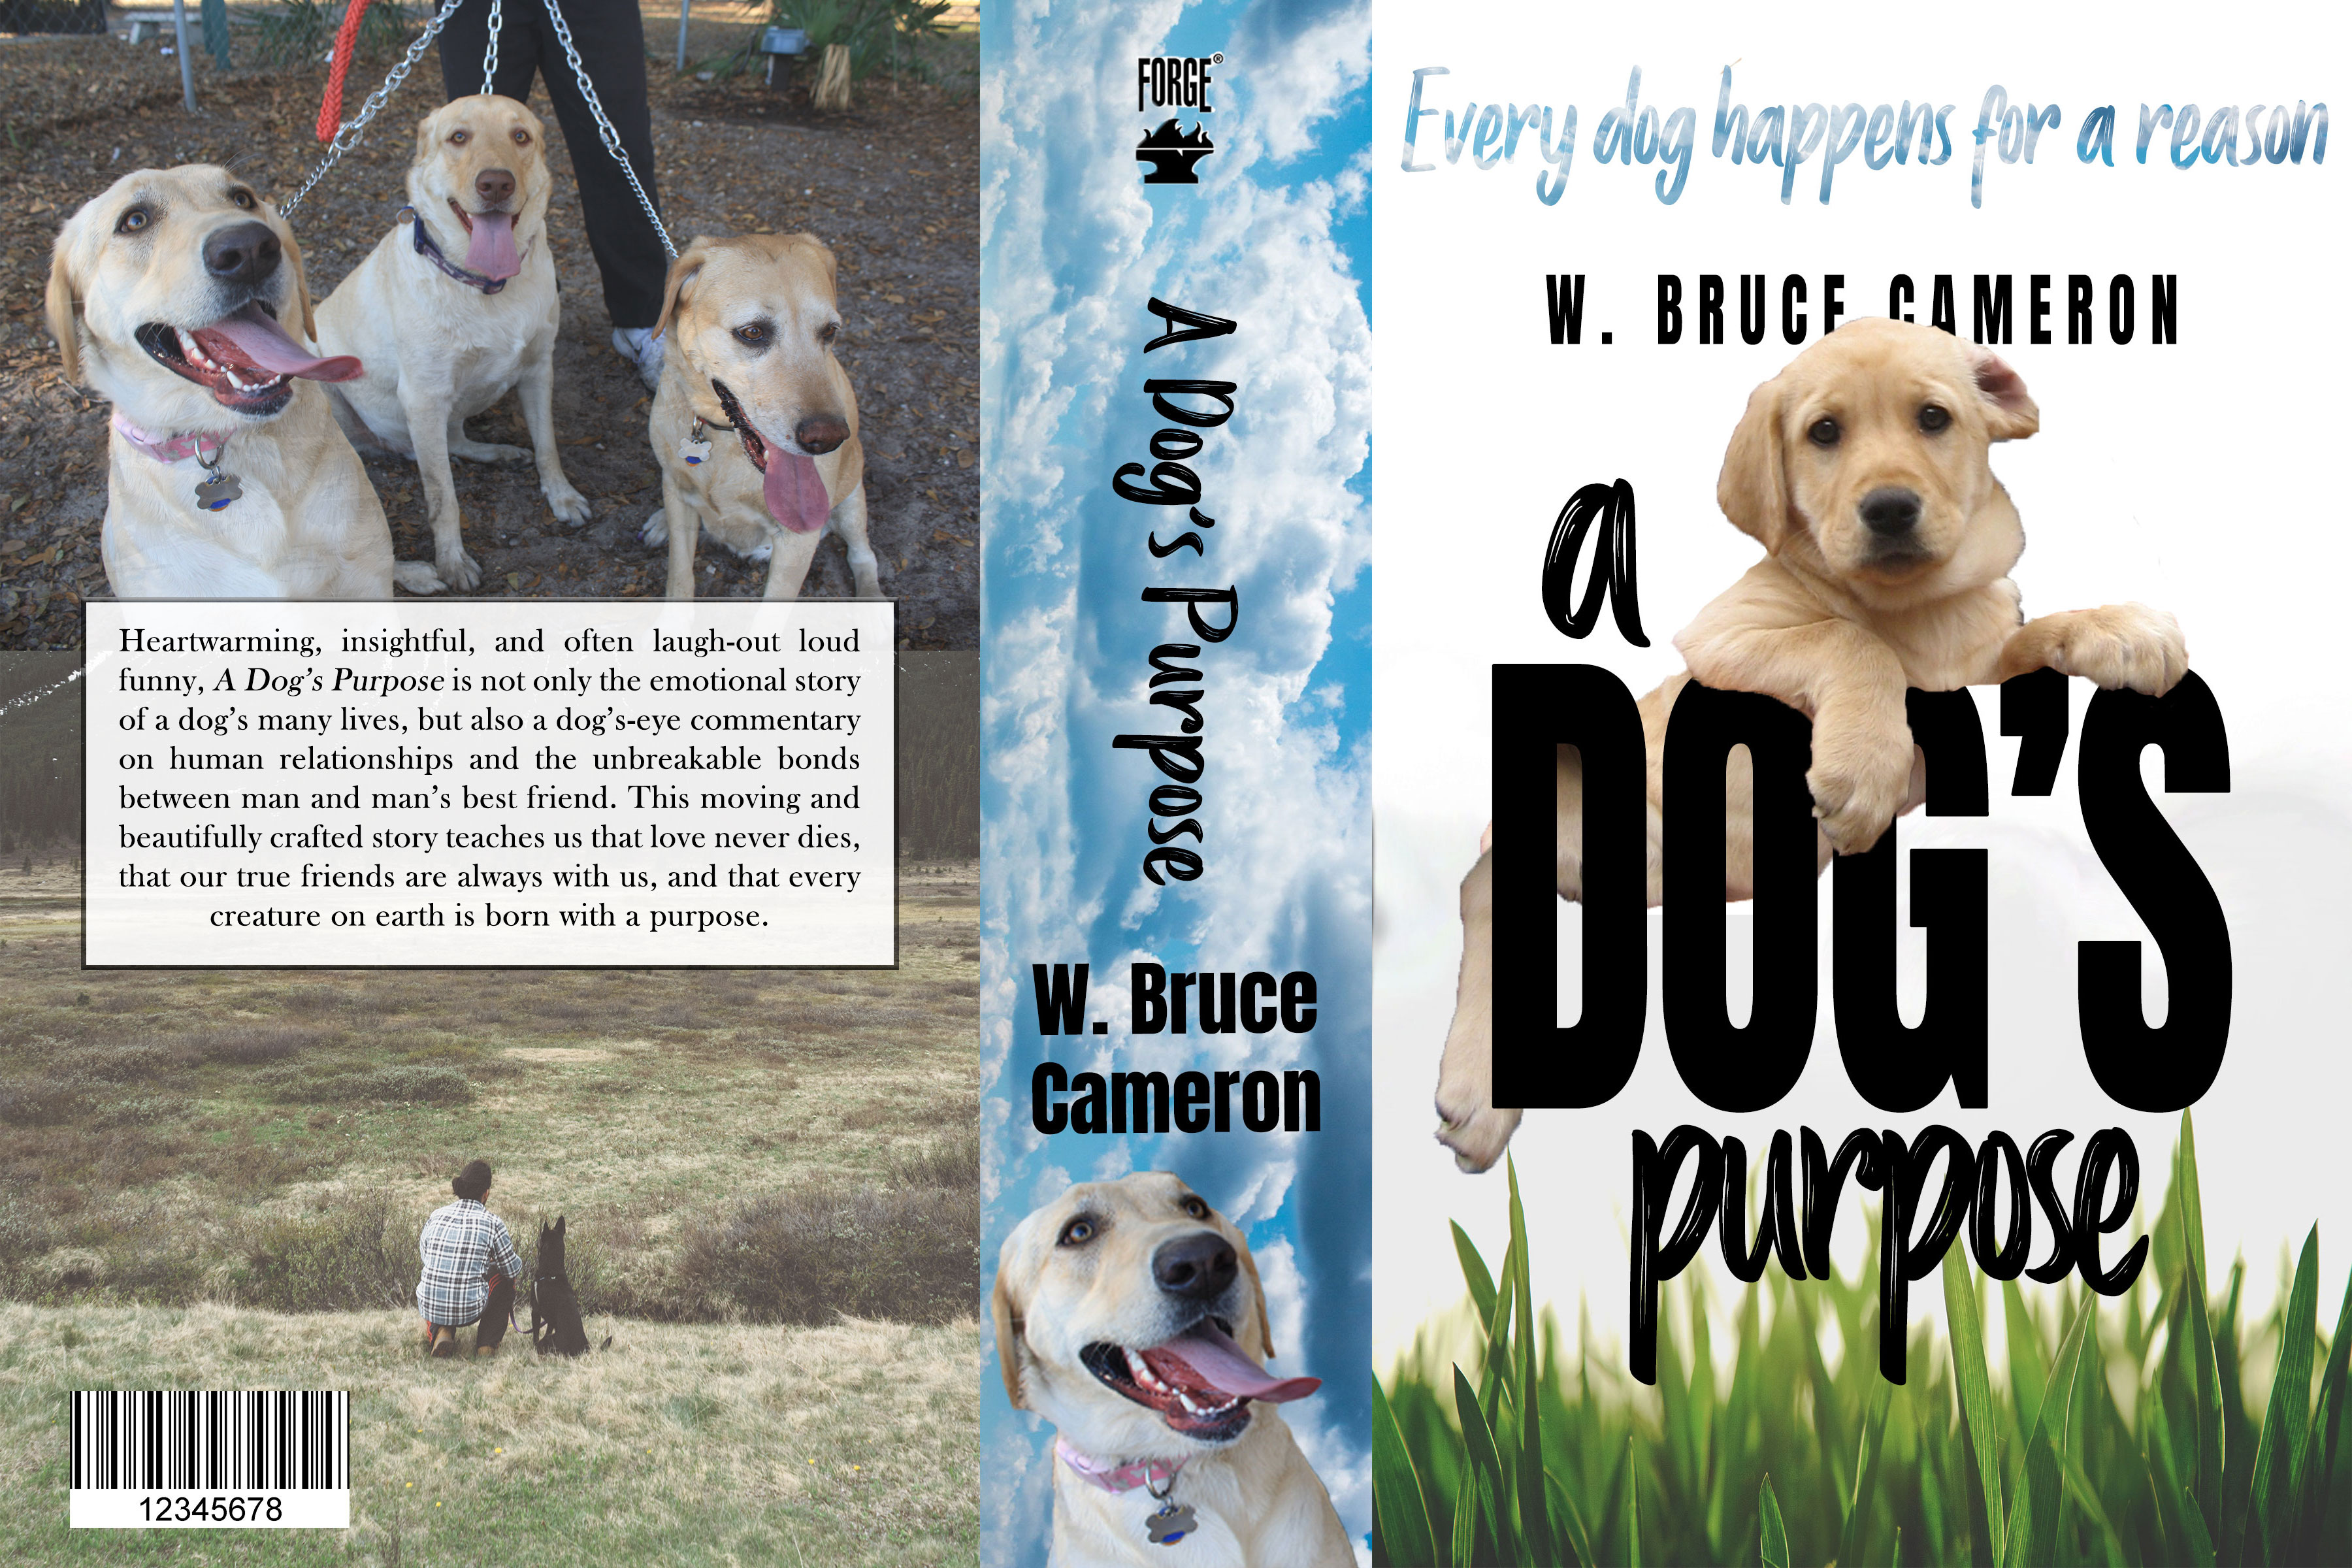 Heartwarming, insightful, and often laugh-out loud
funny, A Dog's Purpose is not only the emotional story
of a dog's many lives, but also a dog's-eye commentary
on human relationships and the unbreakable bonds
between man and man's best friend. This moving and
beautifully crafted story teaches us that love never dies,
that our true friends are always with us, and that every
creature on earth is born with a purpose.
12345678
FORGE®
A Dog's Purpose
W. Bruce
Cameron
Every dog happens for a reason
W. BRUCE CAMERON
a
DOG'S
purpose